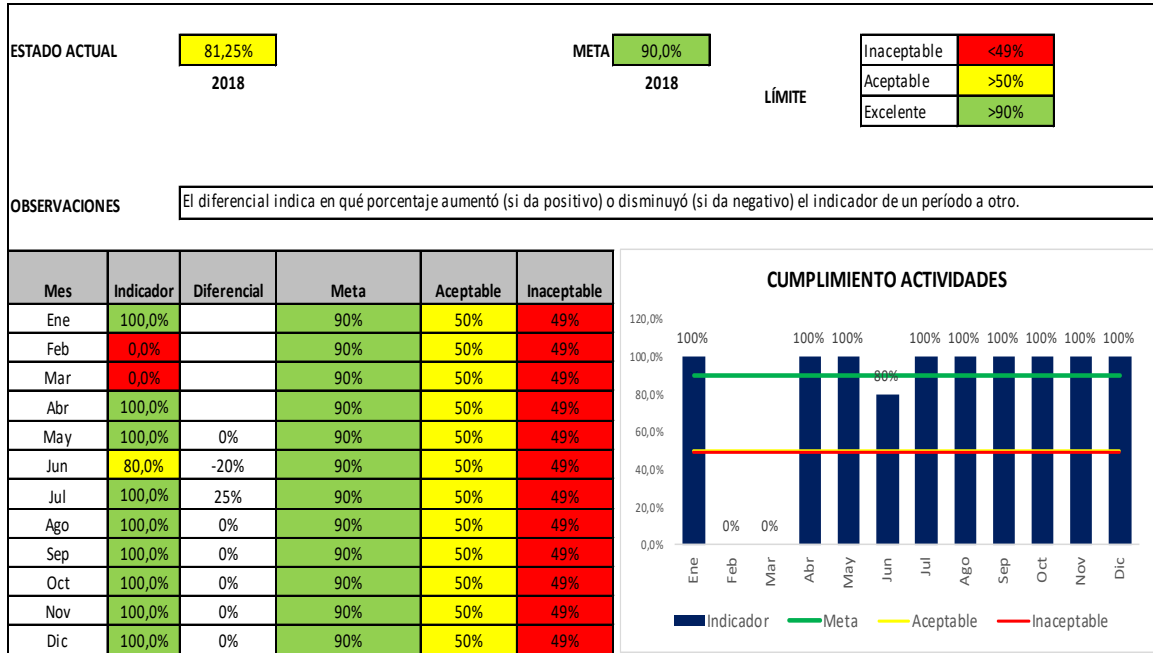 ESTADO ACTUAL 81,25% META 90,0% Inaceptable <49%
2018 2018 LÍMITE Aceptable >50%
Excelente >90%
OBSERVACIONES El diferencial indica en qué porcentaje aumentó (si da positivo) o disminuyó (si da negativo) el indicador de un período a otro.
Mes Indicador Diferencial Meta Aceptable Inaceptable
Ene 100,0% 90% 50% 49%
Feb 0,0% 90% 50% 49%
Mar 0,0% 90% 50% 49%
Abr 100,0% 90% 50% 49%
May 100,0% 0% 90% 50% 49%
Jun 80,0% -20% 90% 50% 49%
Jul 100,0% 25% 90% 50% 49%
Ago 100,0% 0% 90% 50% 49%
Sep 100,0% 0% 90% 50% 49%
Oct 100,0% 0% 90% 50% 49%
Nov 100,0% 0% 90% 50% 49%
Dic 100,0% 0% 90% 50% 49%
CUMPLIMIENTO ACTIVIDADES
120,0%
100% 100% 100% 100% 100% 100% 100% 100% 100%
100,0%
80%
80,0%
60,0%
40,0%
20,0%
0% 0%
0,0%
Ene Feb Mar Abr May Jun Jul Ago Sep Oct Nov Dic
Indicador Meta Aceptable Inaceptable